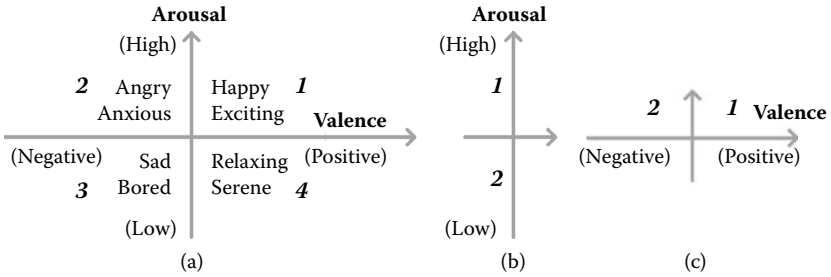 Arousal
(High)
2 Angry Happy 1
Anxious Exciting
Valence
(Negative) Sad Relaxing (Positive)
3 Bored Serene 4
(Low)
(a)
Arousal
(High)
1
2
(Low)
(b)
2 1 Valence
(Negative) (Positive)
(c)